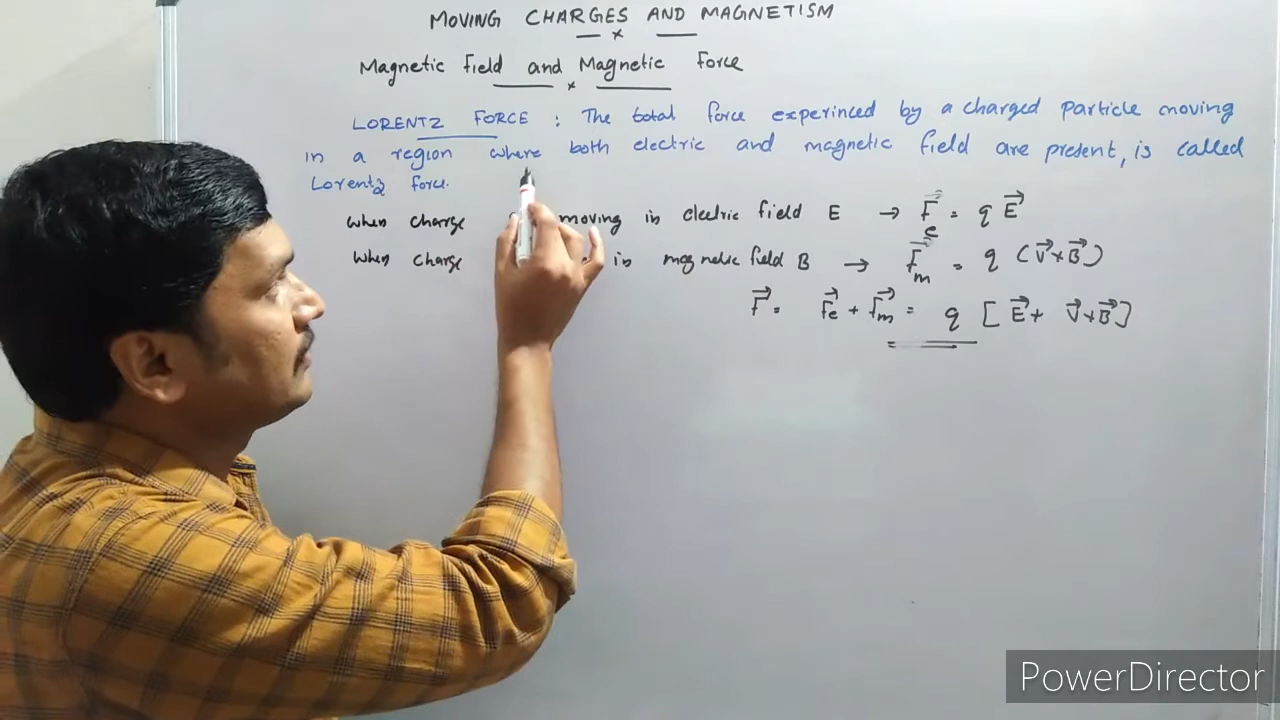 MOVING CHARGES AND MAGNETISM
Magnetic field and Magnetic force
LORENTZ FORCE : The total force experinced by a charged particle moving
in a region where both electric and magnetic field are present, is called
Lorentz force.
when charge moving in electric field E → F⃗e = q E⃗
when charge in magnetic field B → F⃗m = q (V⃗×B⃗)
F⃗ = F⃗e + F⃗m = q [E⃗ + V⃗×B⃗]
PowerDirector